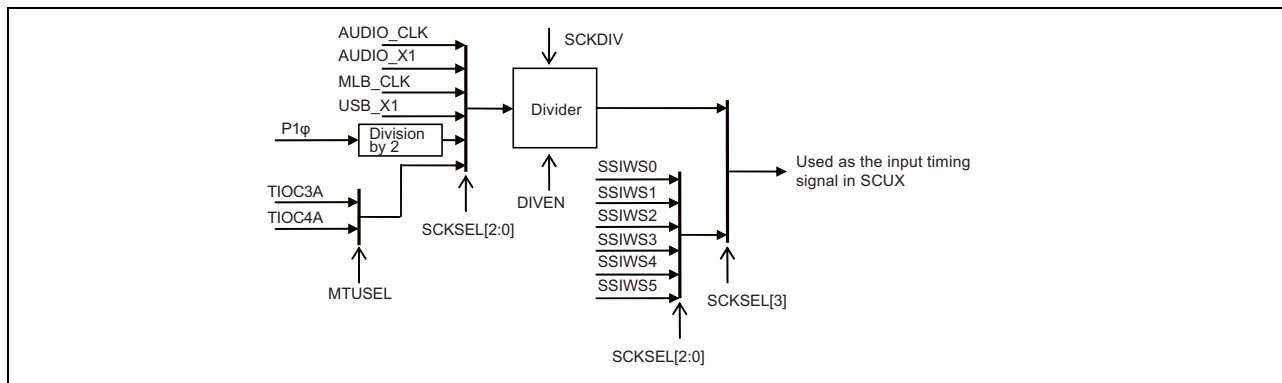 AUDIO_CLK
AUDIO_X1
MLB_CLK
USB_X1
P1φ
Division
by 2
TIOC3A
TIOC4A
MTUSEL
SCKSEL[2:0]
SCKDIV
Divider
DIVEN
SSIWS0
SSIWS1
SSIWS2
SSIWS3
SSIWS4
SSIWS5
SCKSEL[2:0]
SCKSEL[3]
Used as the input timing
signal in SCUX